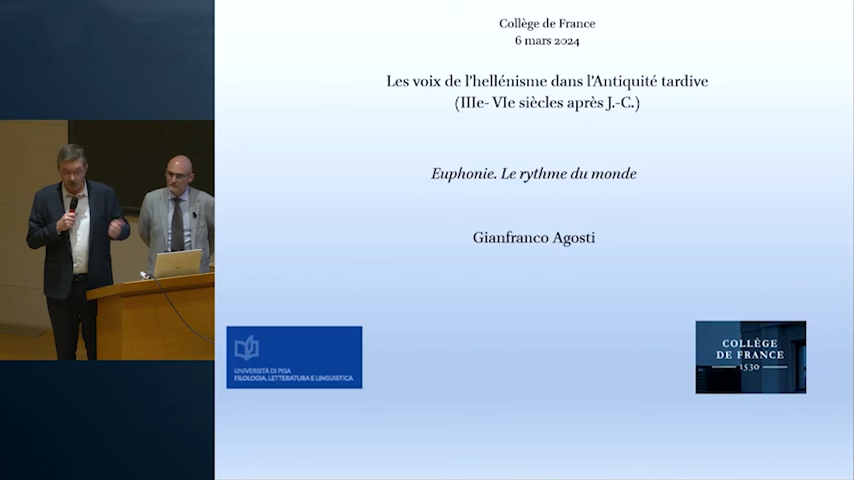 Collège de France
6 mars 2024
Les voix de l'hellénisme dans l'Antiquité tardive
(IIIe- VIe siècles après J.-C.)
Euphonie. Le rythme du monde
Gianfranco Agosti
UNIVERSITÀ DI PISA
FILOLOGIA, LETTERATURA E LINGUISTICA
COLLÈGE
DE FRANCE
1530